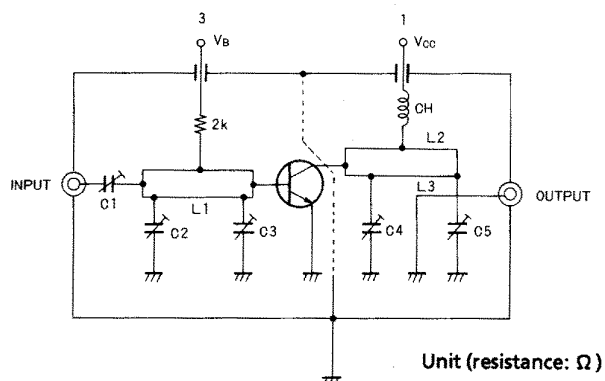 3
1
VB
VCC
2k
CH
L2
INPUT
C1
L1
L3
OUTPUT
C2
C3
C4
C5
Unit (resistance: Ω)